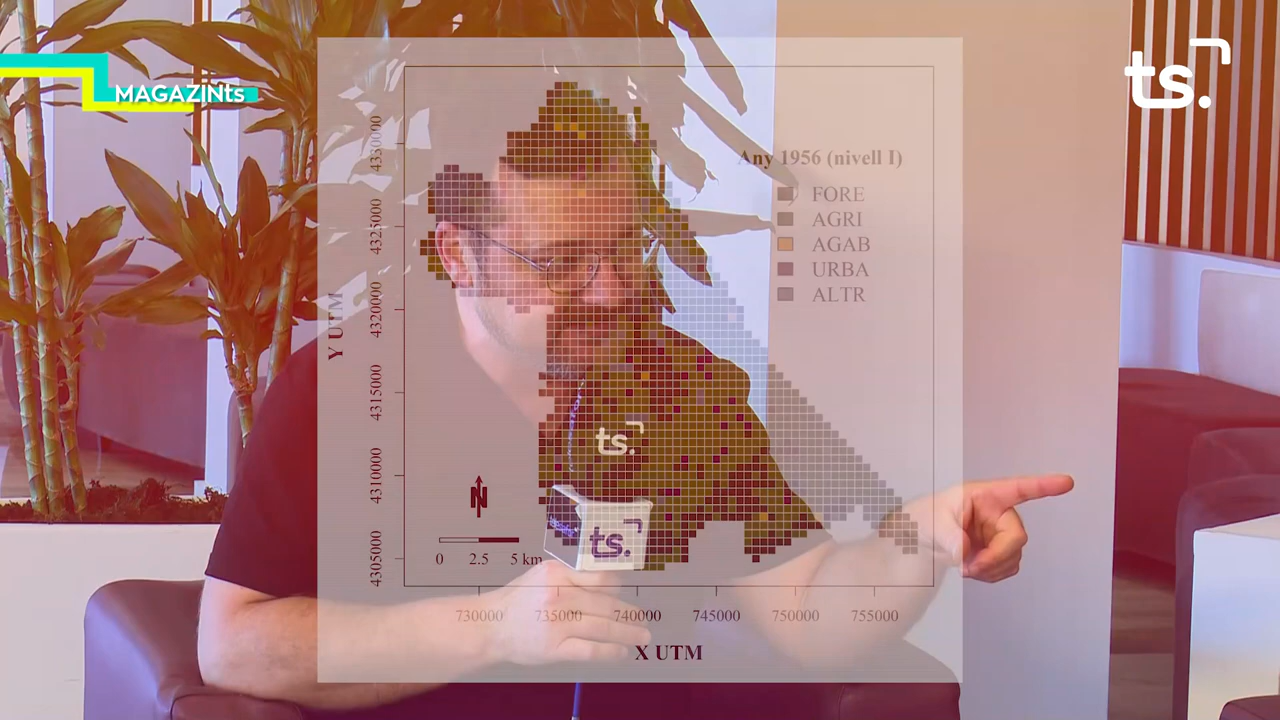 MAGAZINts
ts.
Any 1956 (nivell I)
FORE
AGRI
AGAB
URBA
ALTR
Y UTM
4330000
4325000
4320000
4315000
4310000
4305000
N
0 2.5 5 km
730000 735000 740000 745000 750000 755000
X UTM
ts.
ts.